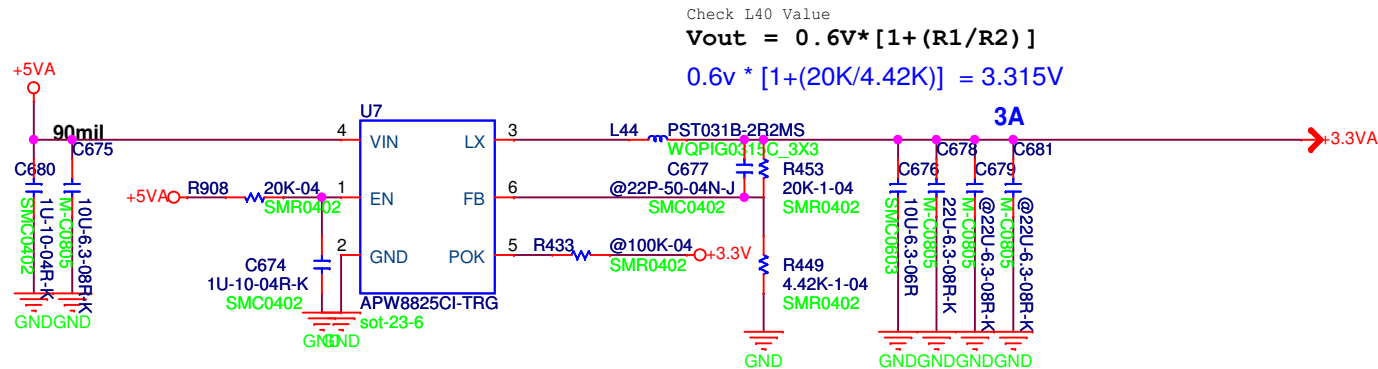 Check L40 Value
Vout = 0.6V*[1+(R1/R2)]
0.6v * [1+(20K/4.42K)] = 3.315V
3A
+5VA
90mil
C675
C680
1U-10-04R-K
SMC0402
10U-6.3-08R-K
M-C0805
+5VA
R908
20K-04
SMR0402
C674
1U-10-04R-K
SMC0402
GND
GND
GND
GND
U7
4
VIN
LX
3
1
EN
FB
6
2
GND
POK
5
APW8825CI-TRG
sot-23-6
L44
PST031B-2R2MS
WQPIG0315C_3X3
C677
@22P-50-04N-J
SMC0402
R453
20K-1-04
SMR0402
R433
@100K-04
SMR0402
+3.3V
R449
4.42K-1-04
SMR0402
GND
C676
10U-6.3-06R
SMC0603
C678
22U-6.3-08R-K
M-C0805
C679
@22U-6.3-08R-K
M-C0805
C681
@22U-6.3-08R-K
M-C0805
GND
GND
GND
GND
+3.3VA